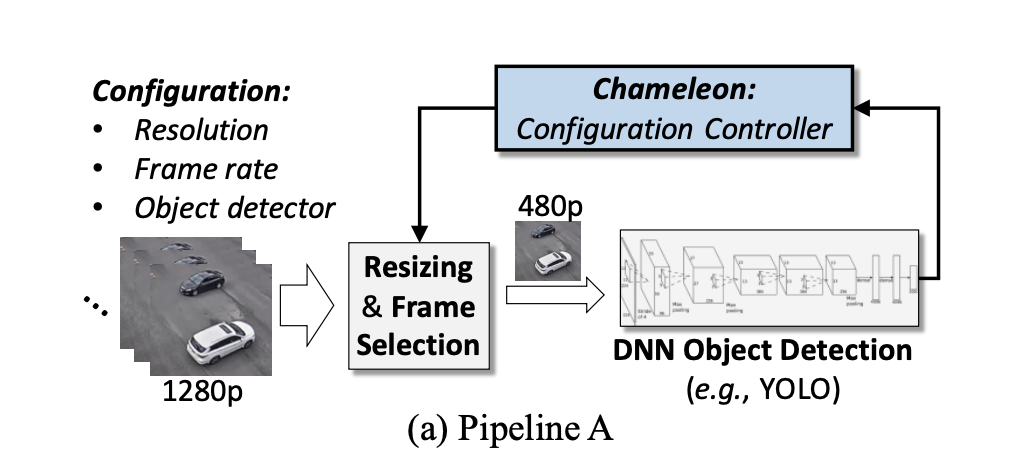 Configuration:
• Resolution
• Frame rate
• Object detector
Chameleon:
Configuration Controller
1280p
Resizing
& Frame
Selection
480p
DNN Object Detection
(e.g., YOLO)
(a) Pipeline A